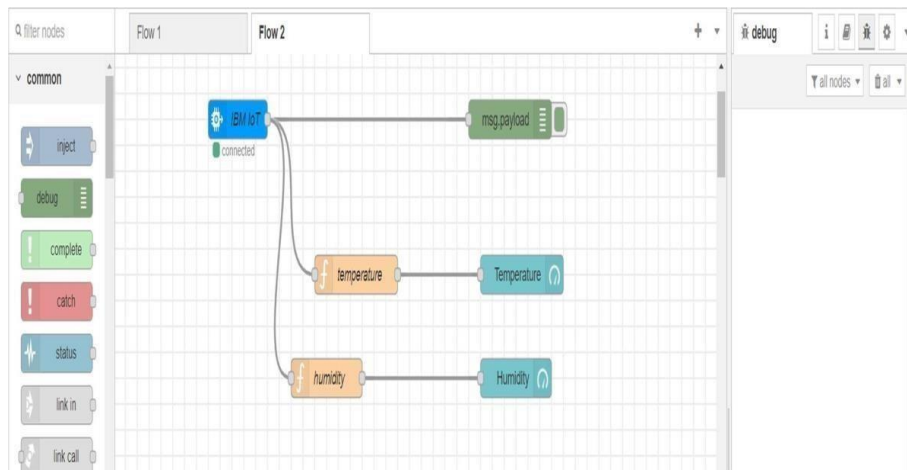 filter nodes
Flow 1
Flow 2
debug
i
common
all nodes
all
inject
debug
complete
catch
status
link in
link call
IBM IoT
connected
msg.payload
temperature
Temperature
humidity
Humidity